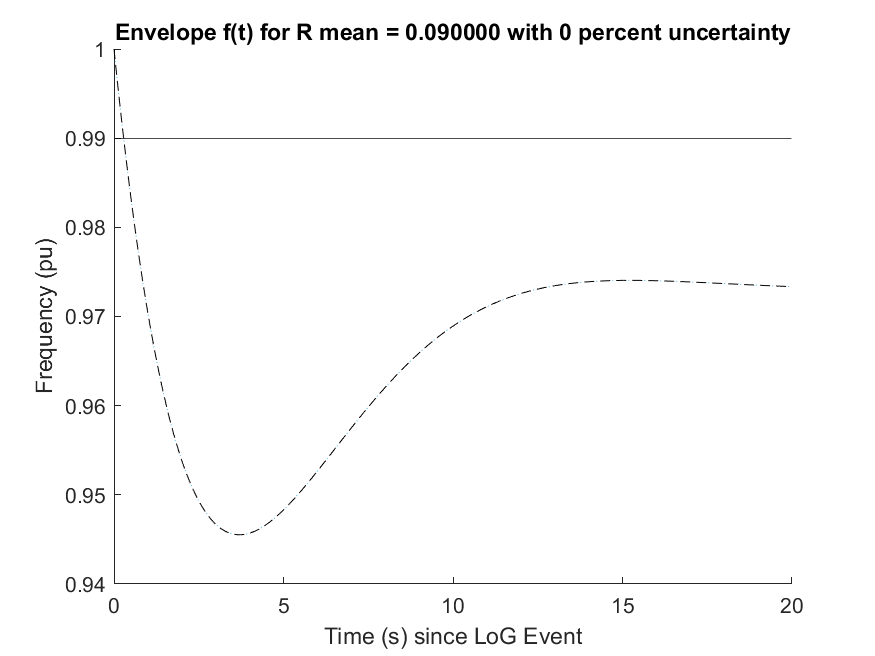 Envelope f(t) for R mean = 0.090000 with 0 percent uncertainty
1
0.99
0.98
0.97
0.96
0.95
0.94
Frequency (pu)
0 5 10 15 20
Time (s) since LoG Event